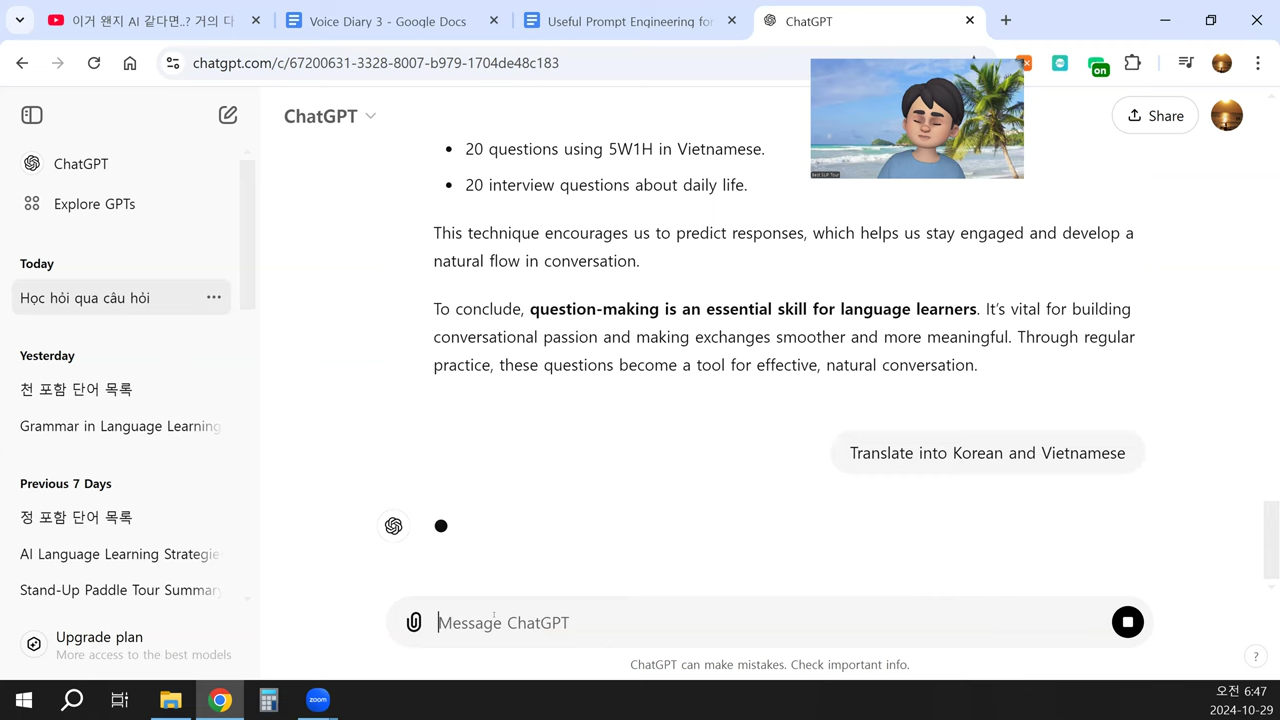 이거 왠지 AI 같다면..? 거의 다
Voice Diary 3 - Google Docs
Useful Prompt Engineering for
ChatGPT
chatgpt.com/c/67200631-3328-8007-b979-1704de48c183
on
ChatGPT
Share
ChatGPT
Explore GPTs
Today
Học hỏi qua câu hỏi
Yesterday
천 포함 단어 목록
Grammar in Language Learning
Previous 7 Days
정 포함 단어 목록
AI Language Learning Strategie
Stand-Up Paddle Tour Summary
Upgrade plan
More access to the best models
• 20 questions using 5W1H in Vietnamese.
• 20 interview questions about daily life.
This technique encourages us to predict responses, which helps us stay engaged and develop a
natural flow in conversation.
To conclude, question-making is an essential skill for language learners. It’s vital for building
conversational passion and making exchanges smoother and more meaningful. Through regular
practice, these questions become a tool for effective, natural conversation.
Translate into Korean and Vietnamese
Message ChatGPT
ChatGPT can make mistakes. Check important info.
?
zoom
오전 6:47
2024-10-29